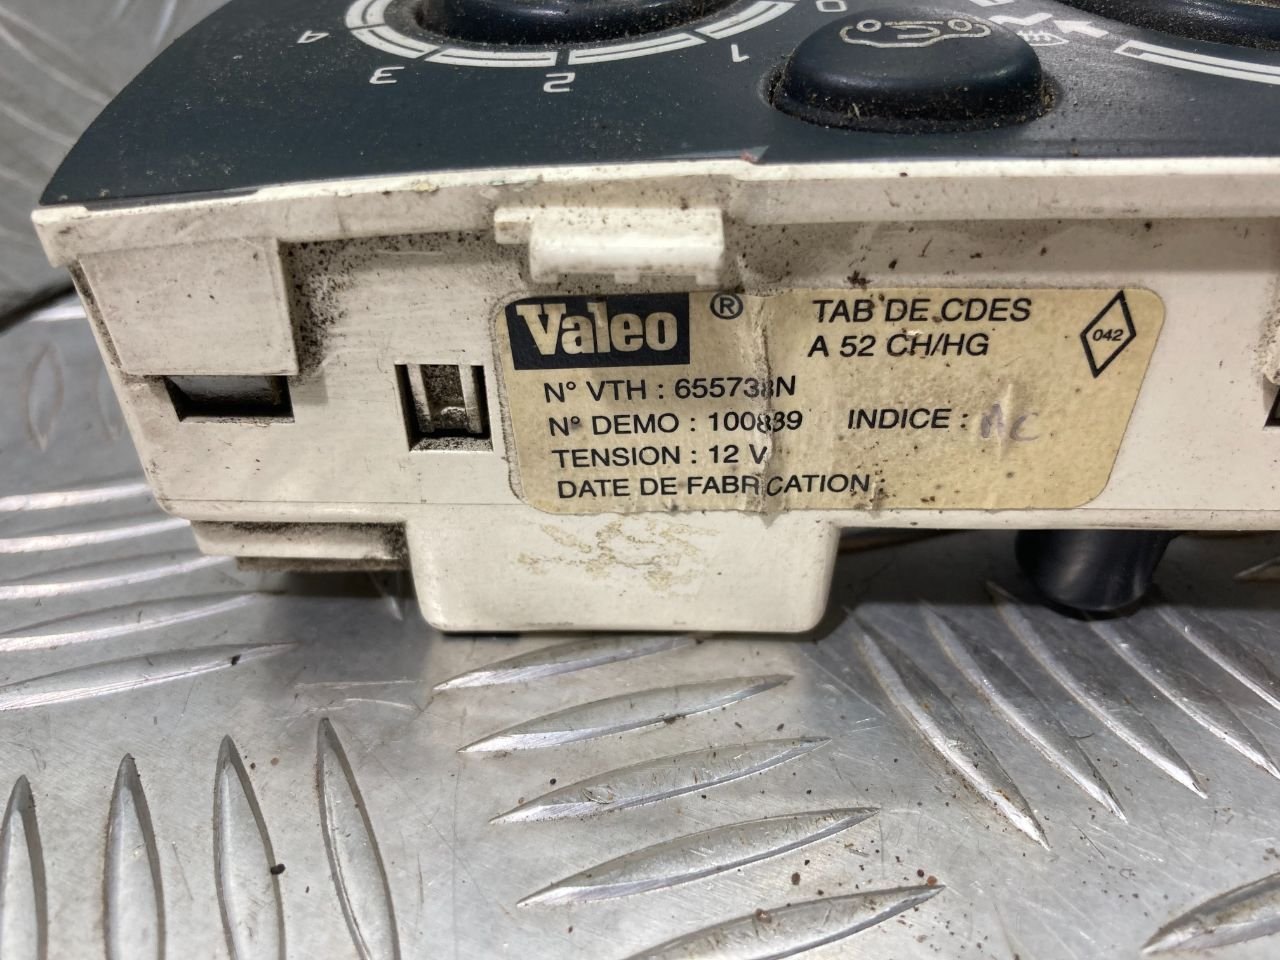 4
3
2
1
0
Valeo ®
TAB DE CDES
A 52 CH/HG
042
N° VTH : 655738N
N° DEMO : 100839 INDICE : AC
TENSION : 12 V
DATE DE FABRICATION :